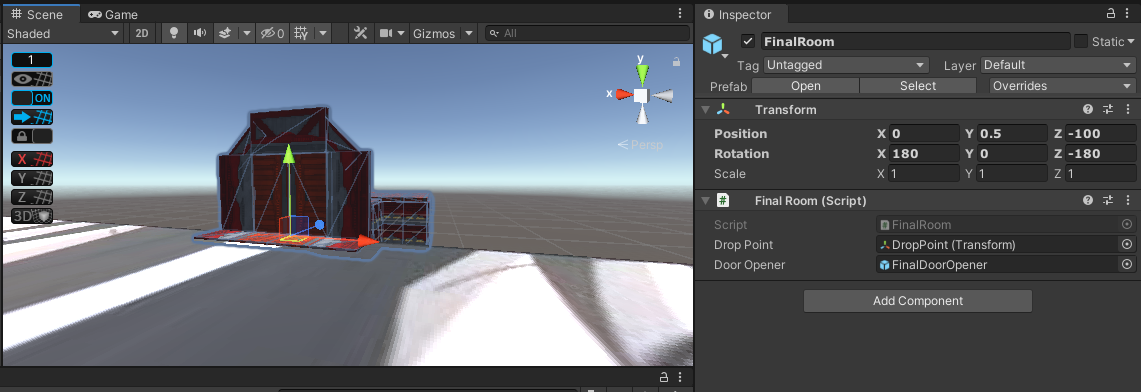 Scene Game
Shaded 2D 0 Gizmos All
1
ON
X
Y
Z
3D
y
x
Persp
Inspector
FinalRoom Static
Tag Untagged Layer Default
Prefab Open Select Overrides
Transform
Position X 0 Y 0.5 Z -100
Rotation X 180 Y 0 Z -180
Scale X 1 Y 1 Z 1
Final Room (Script)
Script FinalRoom
Drop Point DropPoint (Transform)
Door Opener FinalDoorOpener
Add Component